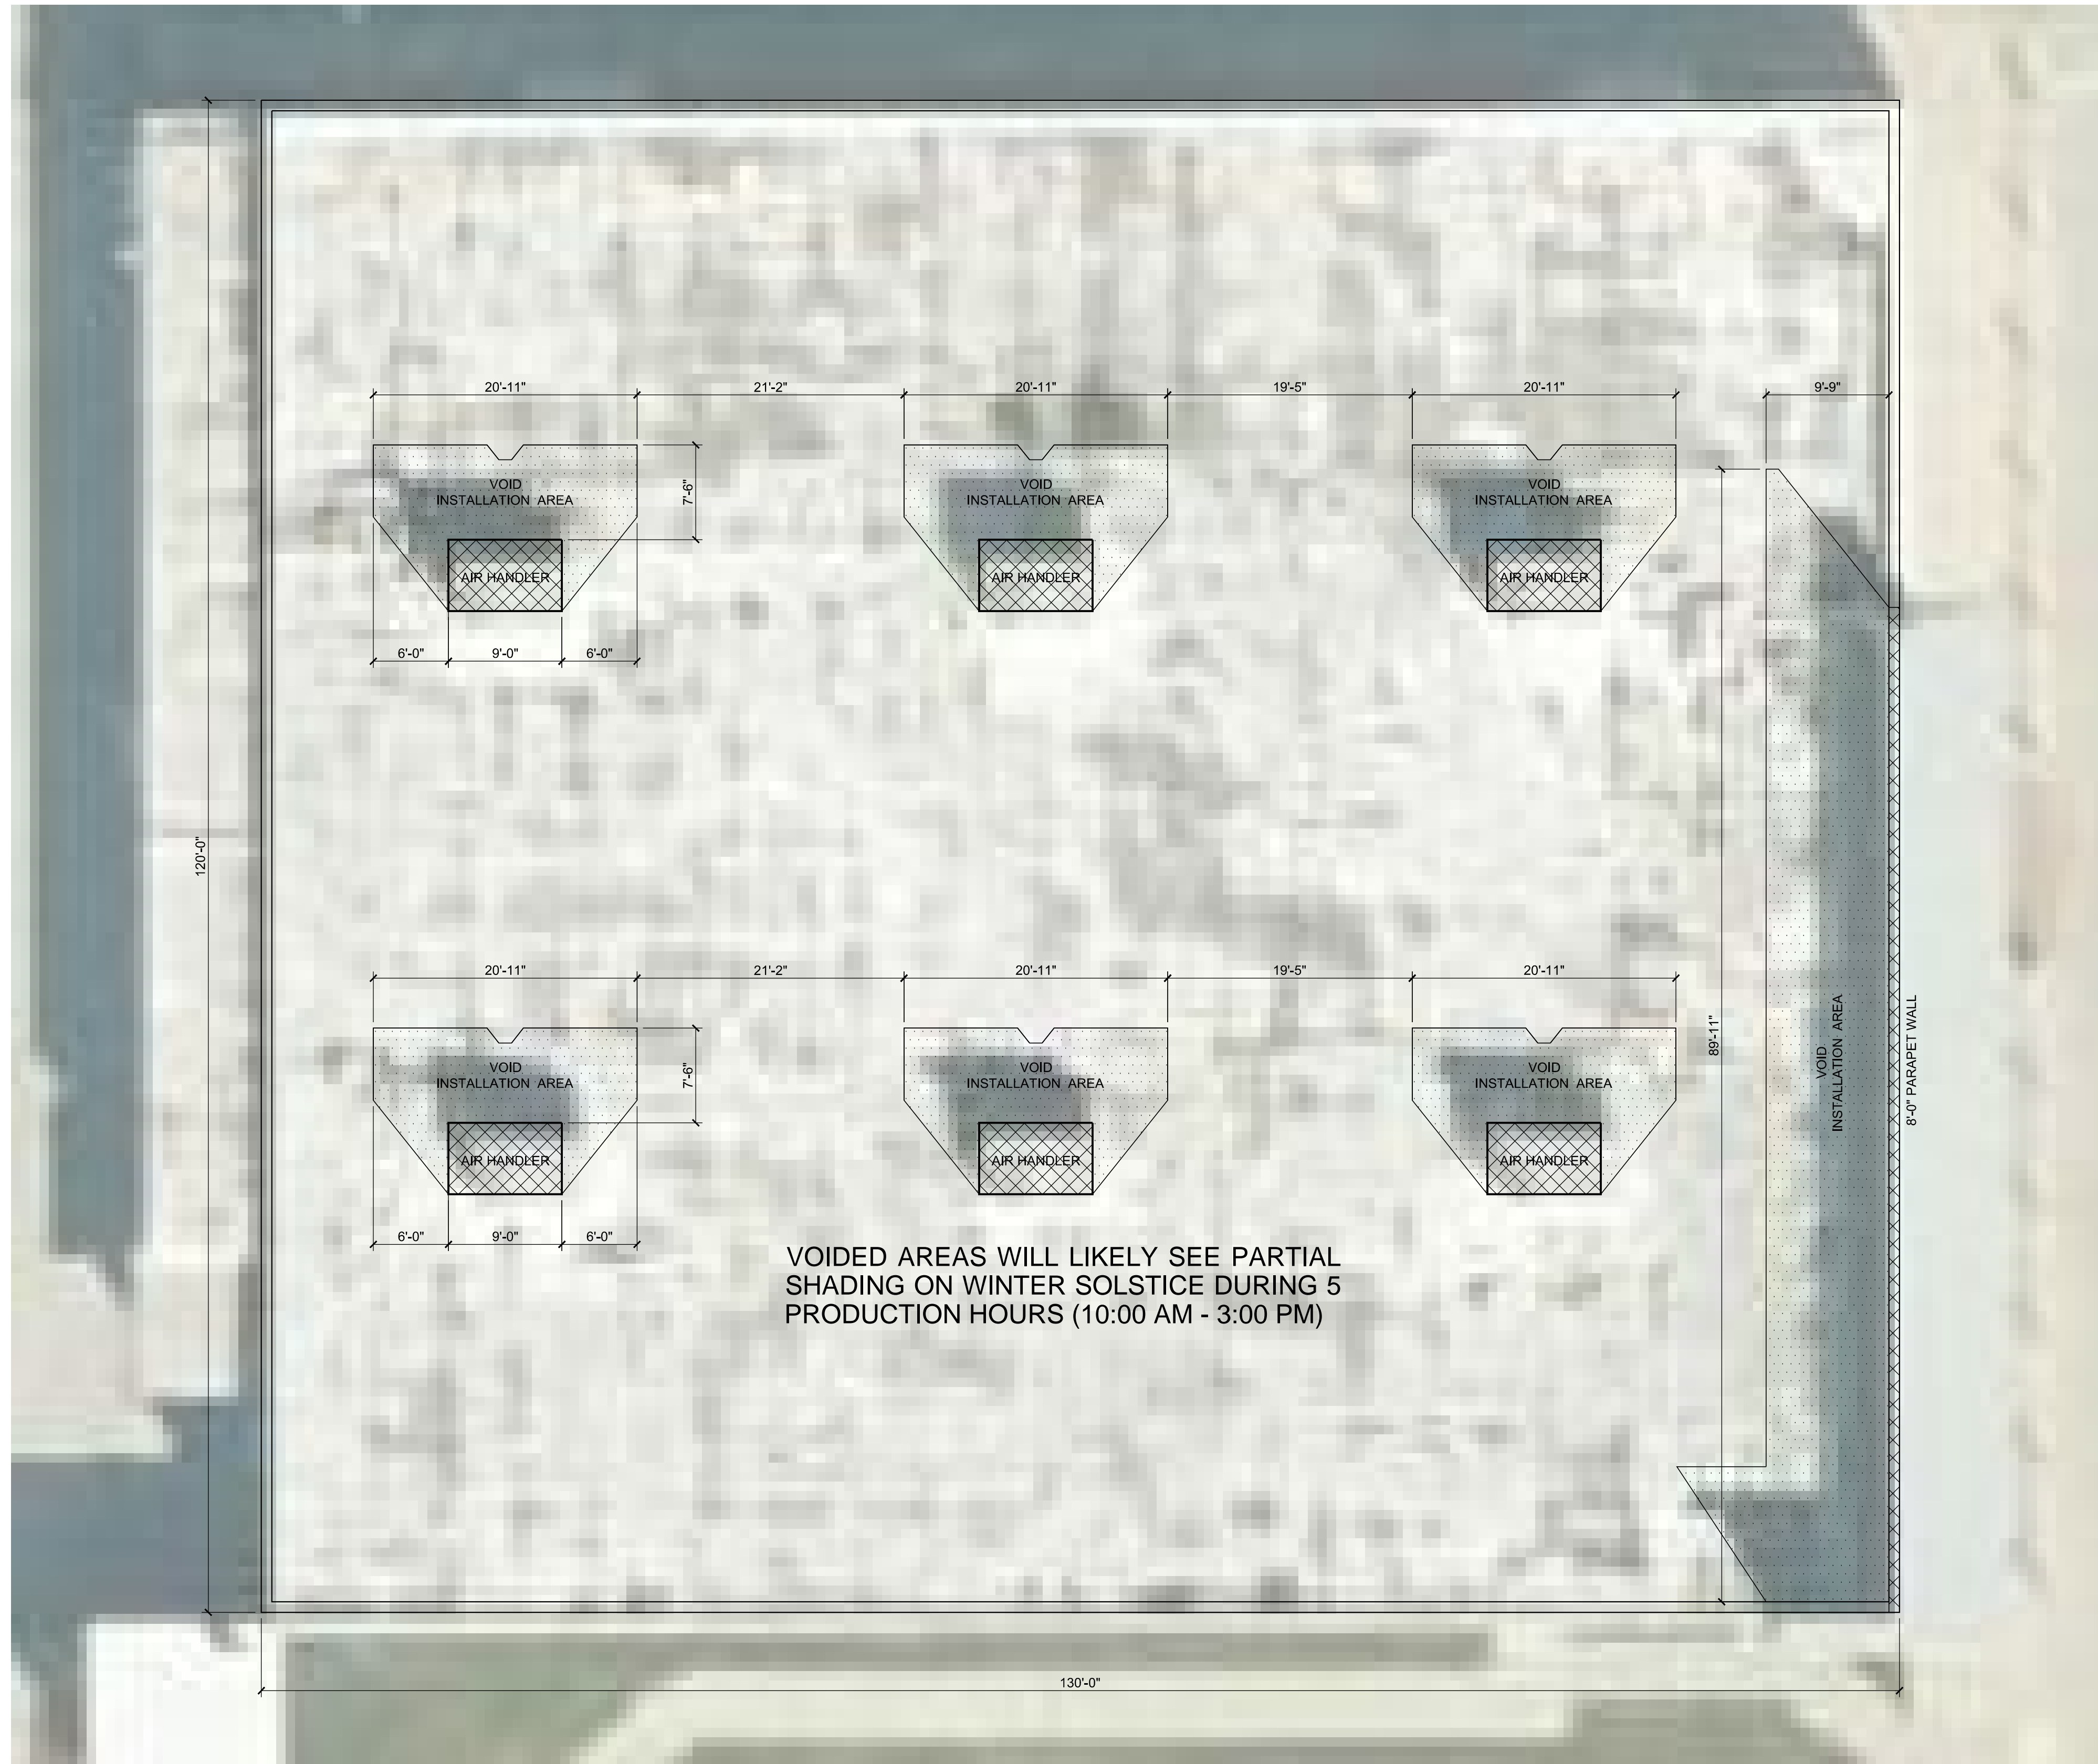 20'-11"
21'-2"
20'-11"
19'-5"
20'-11"
9'-9"
VOID
INSTALLATION AREA
7'-6"
VOID
INSTALLATION AREA
VOID
INSTALLATION AREA
AIR HANDLER
AIR HANDLER
AIR HANDLER
6'-0"
9'-0"
6'-0"
120'-0"
20'-11"
21'-2"
20'-11"
19'-5"
20'-11"
89'-11"
VOID
INSTALLATION AREA
8'-0" PARAPET WALL
VOID
INSTALLATION AREA
7'-6"
VOID
INSTALLATION AREA
VOID
INSTALLATION AREA
AIR HANDLER
AIR HANDLER
AIR HANDLER
6'-0"
9'-0"
6'-0"
VOIDED AREAS WILL LIKELY SEE PARTIAL
SHADING ON WINTER SOLSTICE DURING 5
PRODUCTION HOURS (10:00 AM - 3:00 PM)
130'-0"